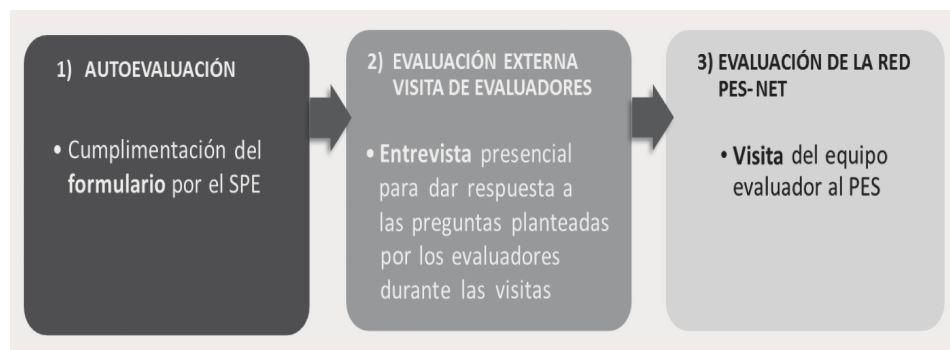 1) AUTOEVALUACIÓN
• Cumplimentación del
formulario por el SPE
2) EVALUACIÓN EXTERNA
VISITA DE EVALUADORES
• Entrevista presencial
para dar respuesta a
las preguntas planteadas
por los evaluadores
durante las visitas
3) EVALUACIÓN DE LA RED
PES-NET
• Visita del equipo
evaluador al PES